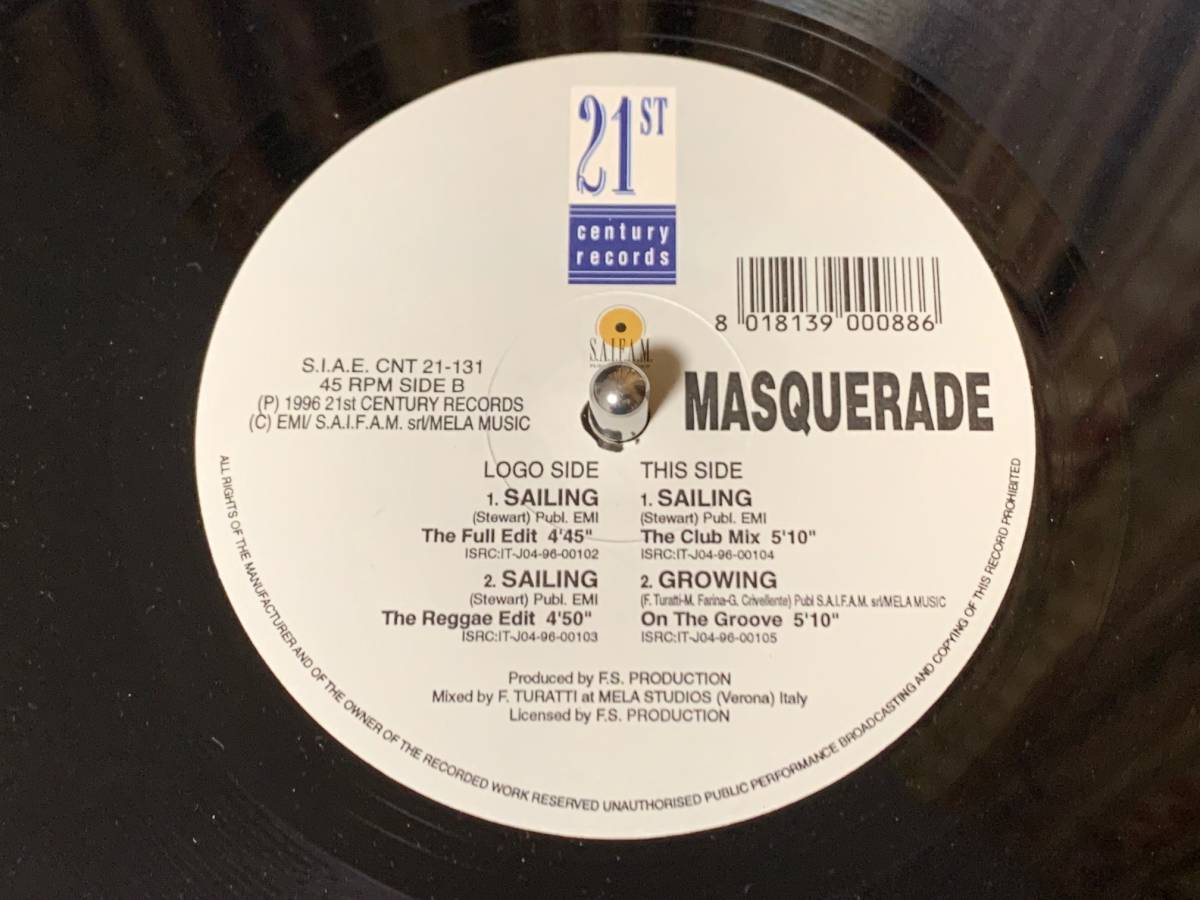 21ST
century
records
8 018139 000886
S.A.I.F.A.M.
MASQUERADE
S.I.A.E. CNT 21-131
45 RPM SIDE B
(P) 1996 21st CENTURY RECORDS
(C) EMI/ S.A.I.F.A.M. srl/MELA MUSIC
LOGO SIDE
1. SAILING
(Stewart) Publ. EMI
The Full Edit 4'45"
ISRC:IT-J04-96-00102
2. SAILING
(Stewart) Publ. EMI
The Reggae Edit 4'50"
ISRC:IT-J04-96-00103
THIS SIDE
1. SAILING
(Stewart) Publ. EMI
The Club Mix 5'10"
ISRC:IT-J04-96-00104
2. GROWING
(F. Turatti-M. Farina-G. Crivellente) Publ S.A.I.F.A.M. srl/MELA MUSIC
On The Groove 5'10"
ISRC:IT-J04-96-00105
Produced by F.S. PRODUCTION
Mixed by F. TURATTI at MELA STUDIOS (Verona) Italy
Licensed by F.S. PRODUCTION
ALL RIGHTS OF THE MANUFACTURER AND OF THE OWNER OF THE RECORDED WORK RESERVED UNAUTHORISED PUBLIC PERFORMANCE BROADCASTING AND COPYING OF THIS RECORD PROHIBITED